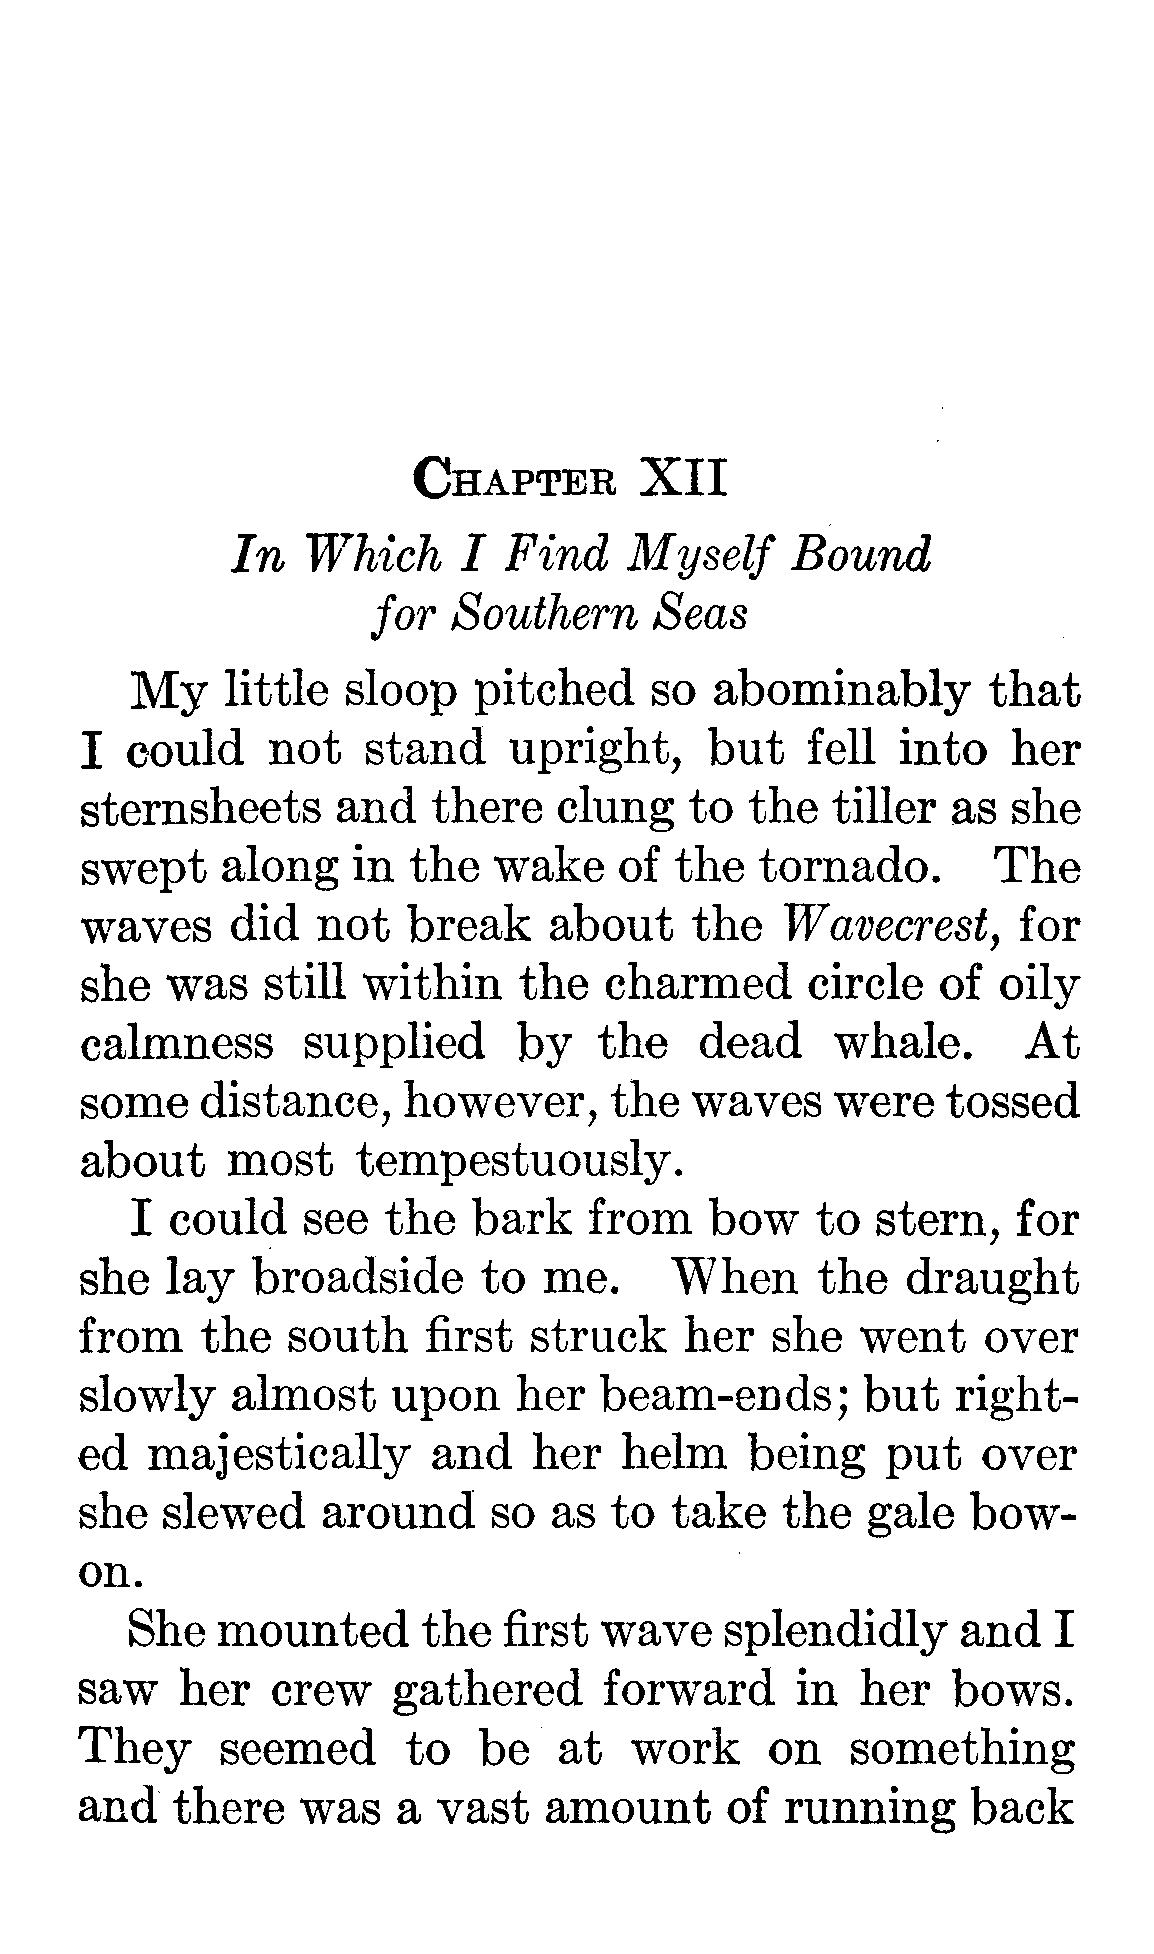 Chapter XII
In Which I Find Myself Bound
for Southern Seas
My little sloop pitched so abominably that
I could not stand upright, but fell into her
sternsheets and there clung to the tiller as she
swept along in the wake of the tornado. The
waves did not break about the Wavecrest, for
she was still within the charmed circle of oily
calmness supplied by the dead whale. At
some distance, however, the waves were tossed
about most tempestuously.
I could see the bark from bow to stern, for
she lay broadside to me. When the draught
from the south first struck her she went over
slowly almost upon her beam-ends; but right-
ed majestically and her helm being put over
she slewed around so as to take the gale bow-
on.
She mounted the first wave splendidly and I
saw her crew gathered forward in her bows.
They seemed to be at work on something
and there was a vast amount of running back